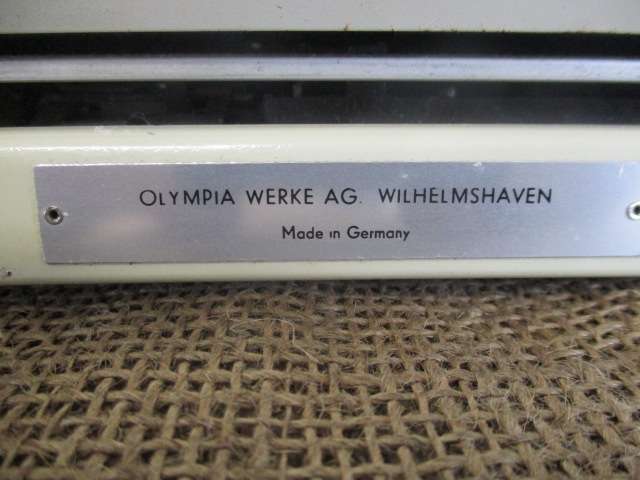 OLYMPIA WERKE AG. WILHELMSHAVEN
Made in Germany